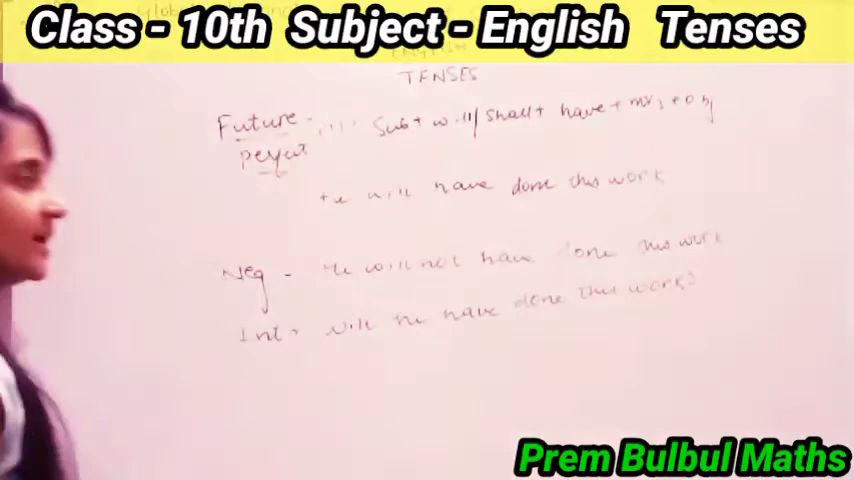 Class - 10th Subject - English Tenses
ENGLISH
TENSES
Future - Sub + will/shall + have +
He will have done this work
Neg - He will not have done this work
Int - will he have done this work?
Prem Bulbul Maths